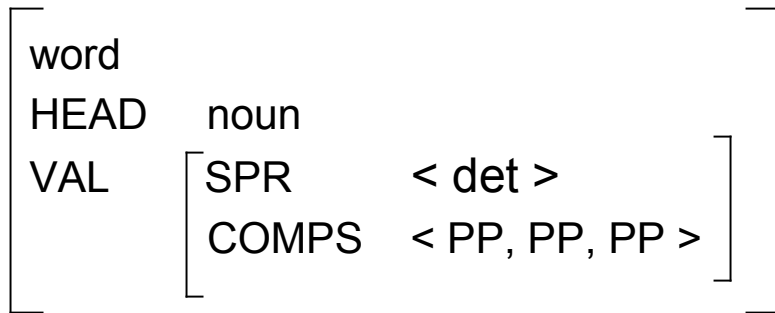 word
HEAD noun
VAL SPR < det >
COMPS < PP, PP, PP >